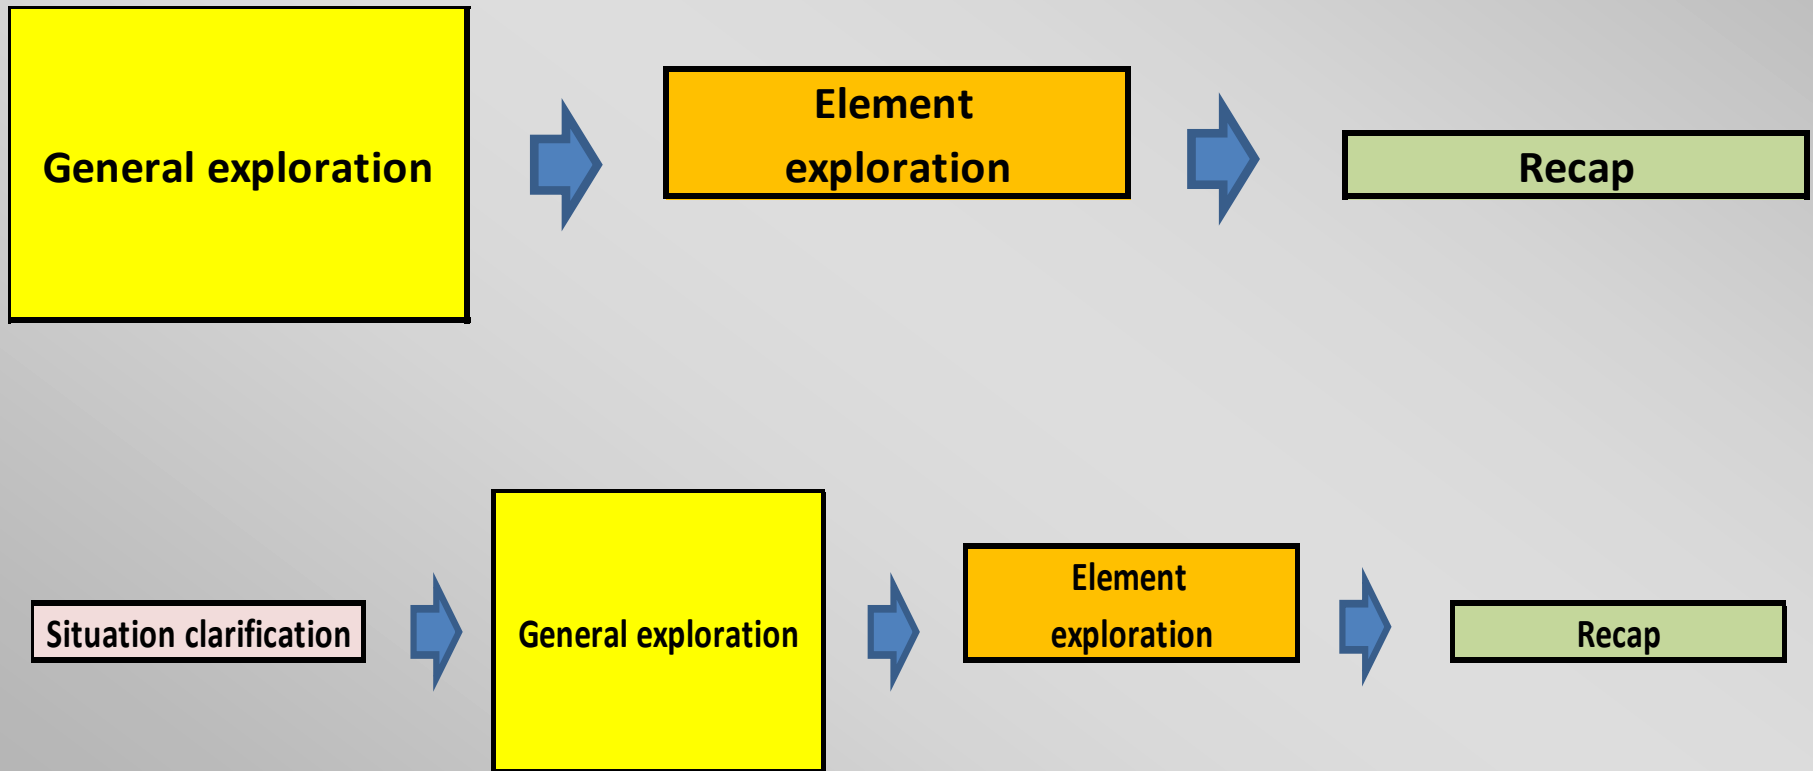 General exploration
Element
exploration
Recap
Situation clarification
General exploration
Element
exploration
Recap